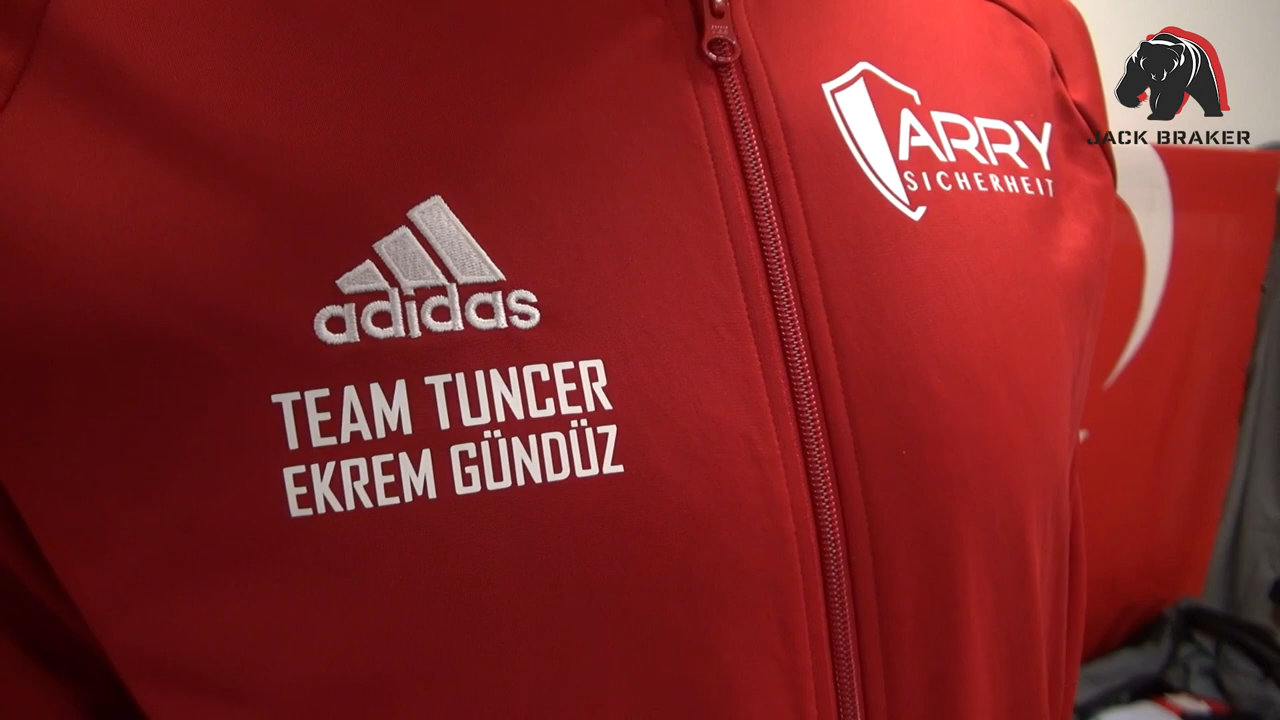 adidas
TEAM TUNCER
EKREM GÜNDÜZ
ARRY
SICHERHEIT
JACK BRAKER